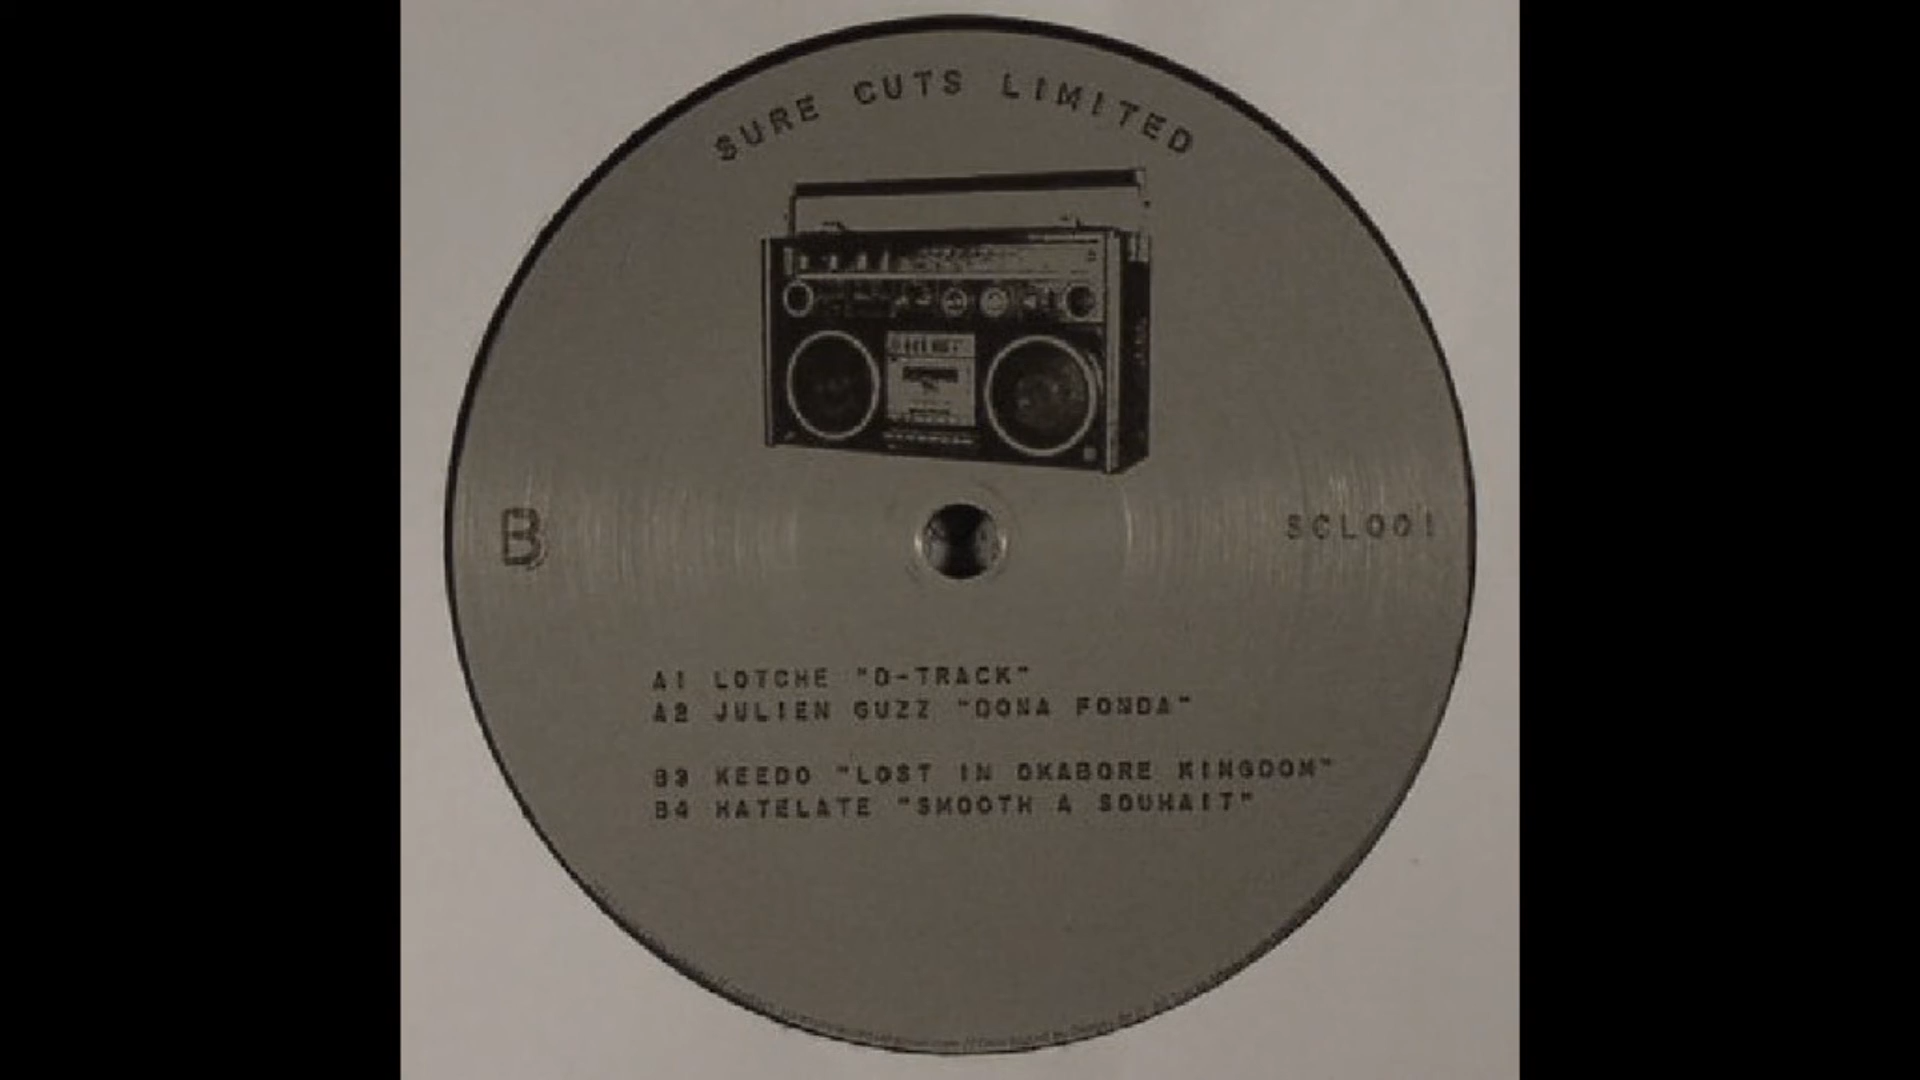 SURE CUTS LIMITED
B
SCL001
A1 LOTCHE "D-TRACK"
A2 JULIEN GUZZ "DONA FONDA"
B3 KEEDO "LOST IN OKABORE KINGDOM"
B4 HATELATE "SMOOTH A SOUHAIT"